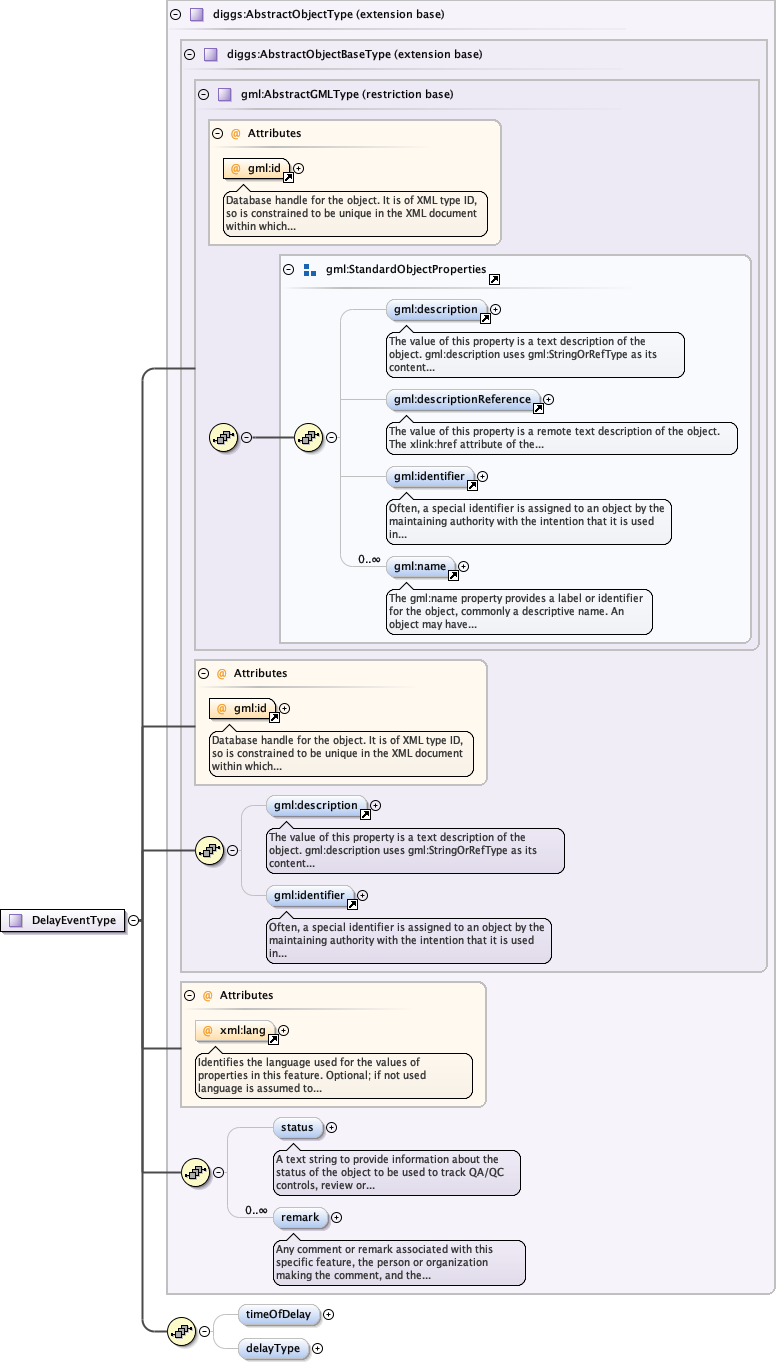 diggs:AbstractObjectType (extension base)
diggs:AbstractObjectBaseType (extension base)
gml:AbstractGMLType (restriction base)
@ Attributes
@ gml:id
Database handle for the object. It is of XML type ID,
so is constrained to be unique in the XML document
within which...
gml:StandardObjectProperties
gml:description
The value of this property is a text description of the
object. gml:description uses gml:StringOrRefType as its
content...
gml:descriptionReference
The value of this property is a remote text description of the object.
The xlink:href attribute of the...
gml:identifier
Often, a special identifier is assigned to an object by the
maintaining authority with the intention that it is used
in...
0..∞
gml:name
The gml:name property provides a label or identifier
for the object, commonly a descriptive name. An
object may have...
@ Attributes
@ gml:id
Database handle for the object. It is of XML type ID,
so is constrained to be unique in the XML document
within which...
gml:description
The value of this property is a text description of the
object. gml:description uses gml:StringOrRefType as its
content...
gml:identifier
Often, a special identifier is assigned to an object by the
maintaining authority with the intention that it is used
in...
DelayEventType
@ Attributes
@ xml:lang
Identifies the language used for the values of
properties in this feature. Optional; if not used
language is assumed to...
status
A text string to provide information about the
status of the object to be used to track QA/QC
controls, review or...
0..∞
remark
Any comment or remark associated with this
specific feature, the person or organization
making the comment, and the...
timeOfDelay
delayType